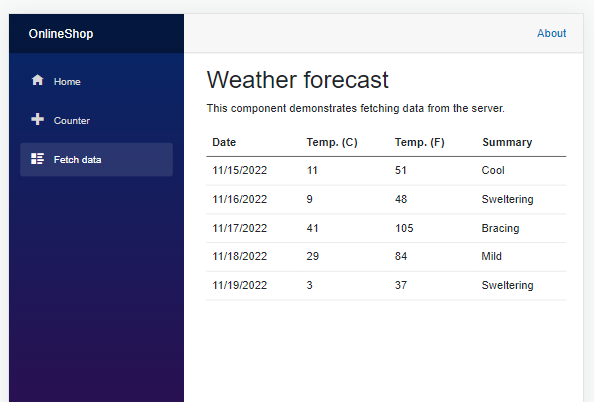 OnlineShop
About
Home
Counter
Fetch data
Weather forecast
This component demonstrates fetching data from the server.
Date Temp. (C) Temp. (F) Summary
11/15/2022 11 51 Cool
11/16/2022 9 48 Sweltering
11/17/2022 41 105 Bracing
11/18/2022 29 84 Mild
11/19/2022 3 37 Sweltering